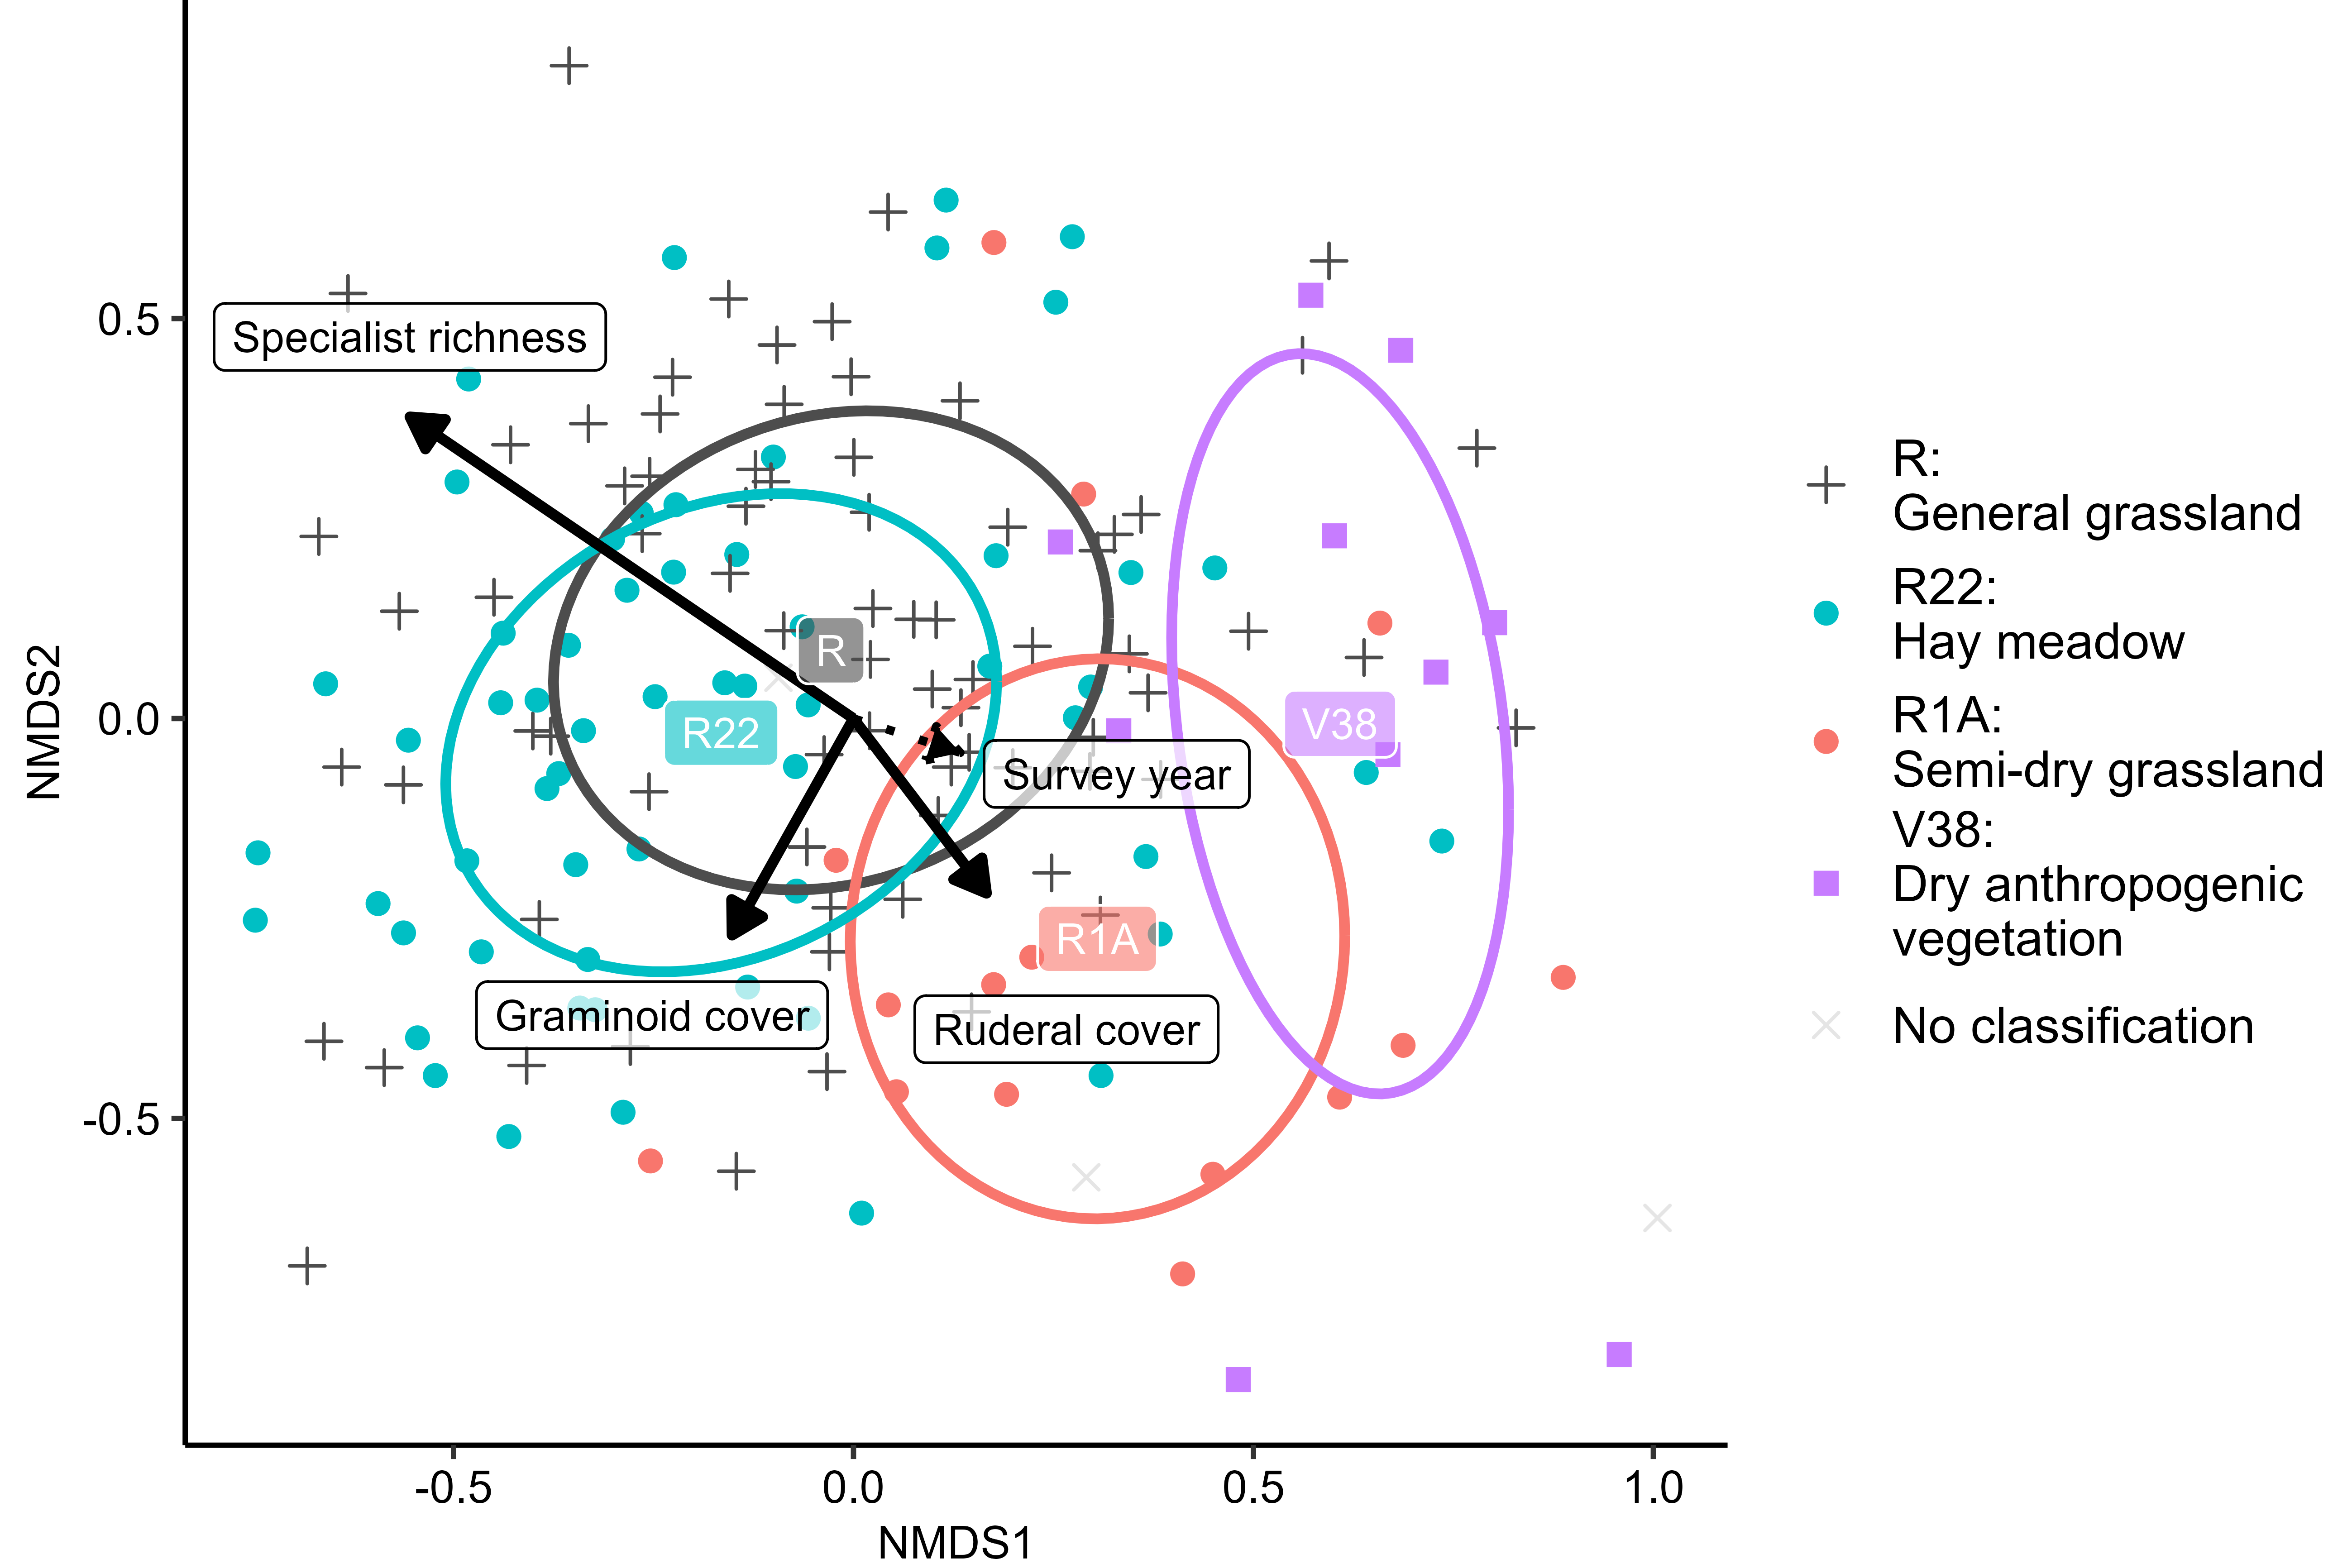 Specialist richness
R
R22
V38
Survey year
R1A
Graminoid cover
Ruderal cover
0.5
0.0
-0.5
NMDS2
-0.5
0.0
0.5
1.0
NMDS1
R:
General grassland
R22:
Hay meadow
R1A:
Semi-dry grassland
V38:
Dry anthropogenic
vegetation
No classification